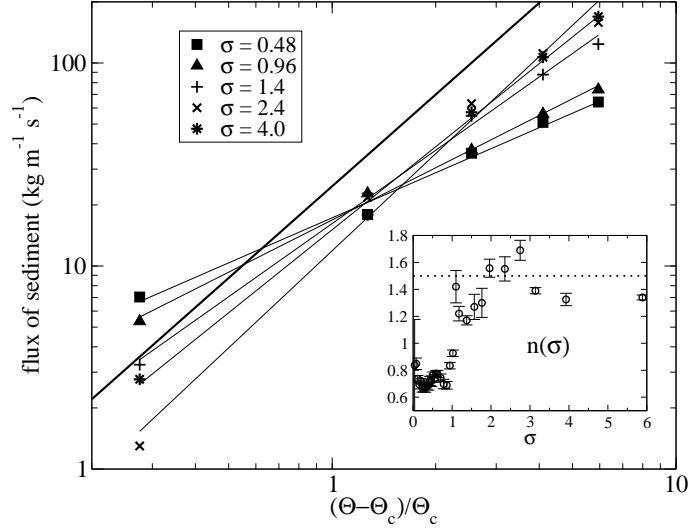 100
σ = 0.48
σ = 0.96
σ = 1.4
σ = 2.4
σ = 4.0
flux of sediment (kg m⁻¹ s⁻¹)
10
1
1
10
(Θ−Θc)/Θc
1.8
1.6
1.4
1.2
1
0.8
0.6
n(σ)
0 1 2 3 4 5 6
σ